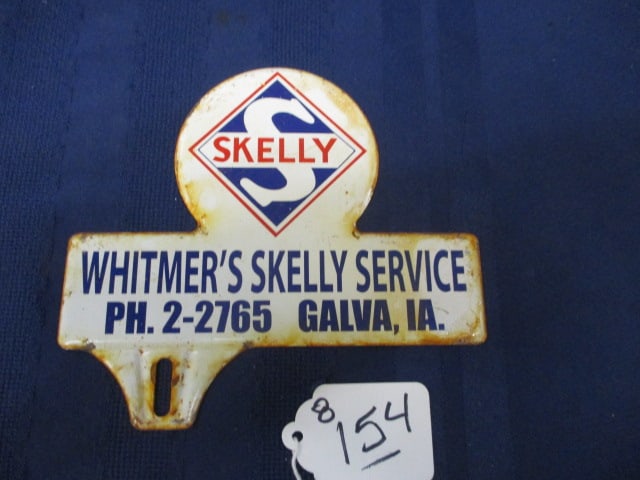 S
SKELLY
WHITMER'S SKELLY SERVICE
PH. 2-2765 GALVA, IA.
8
154